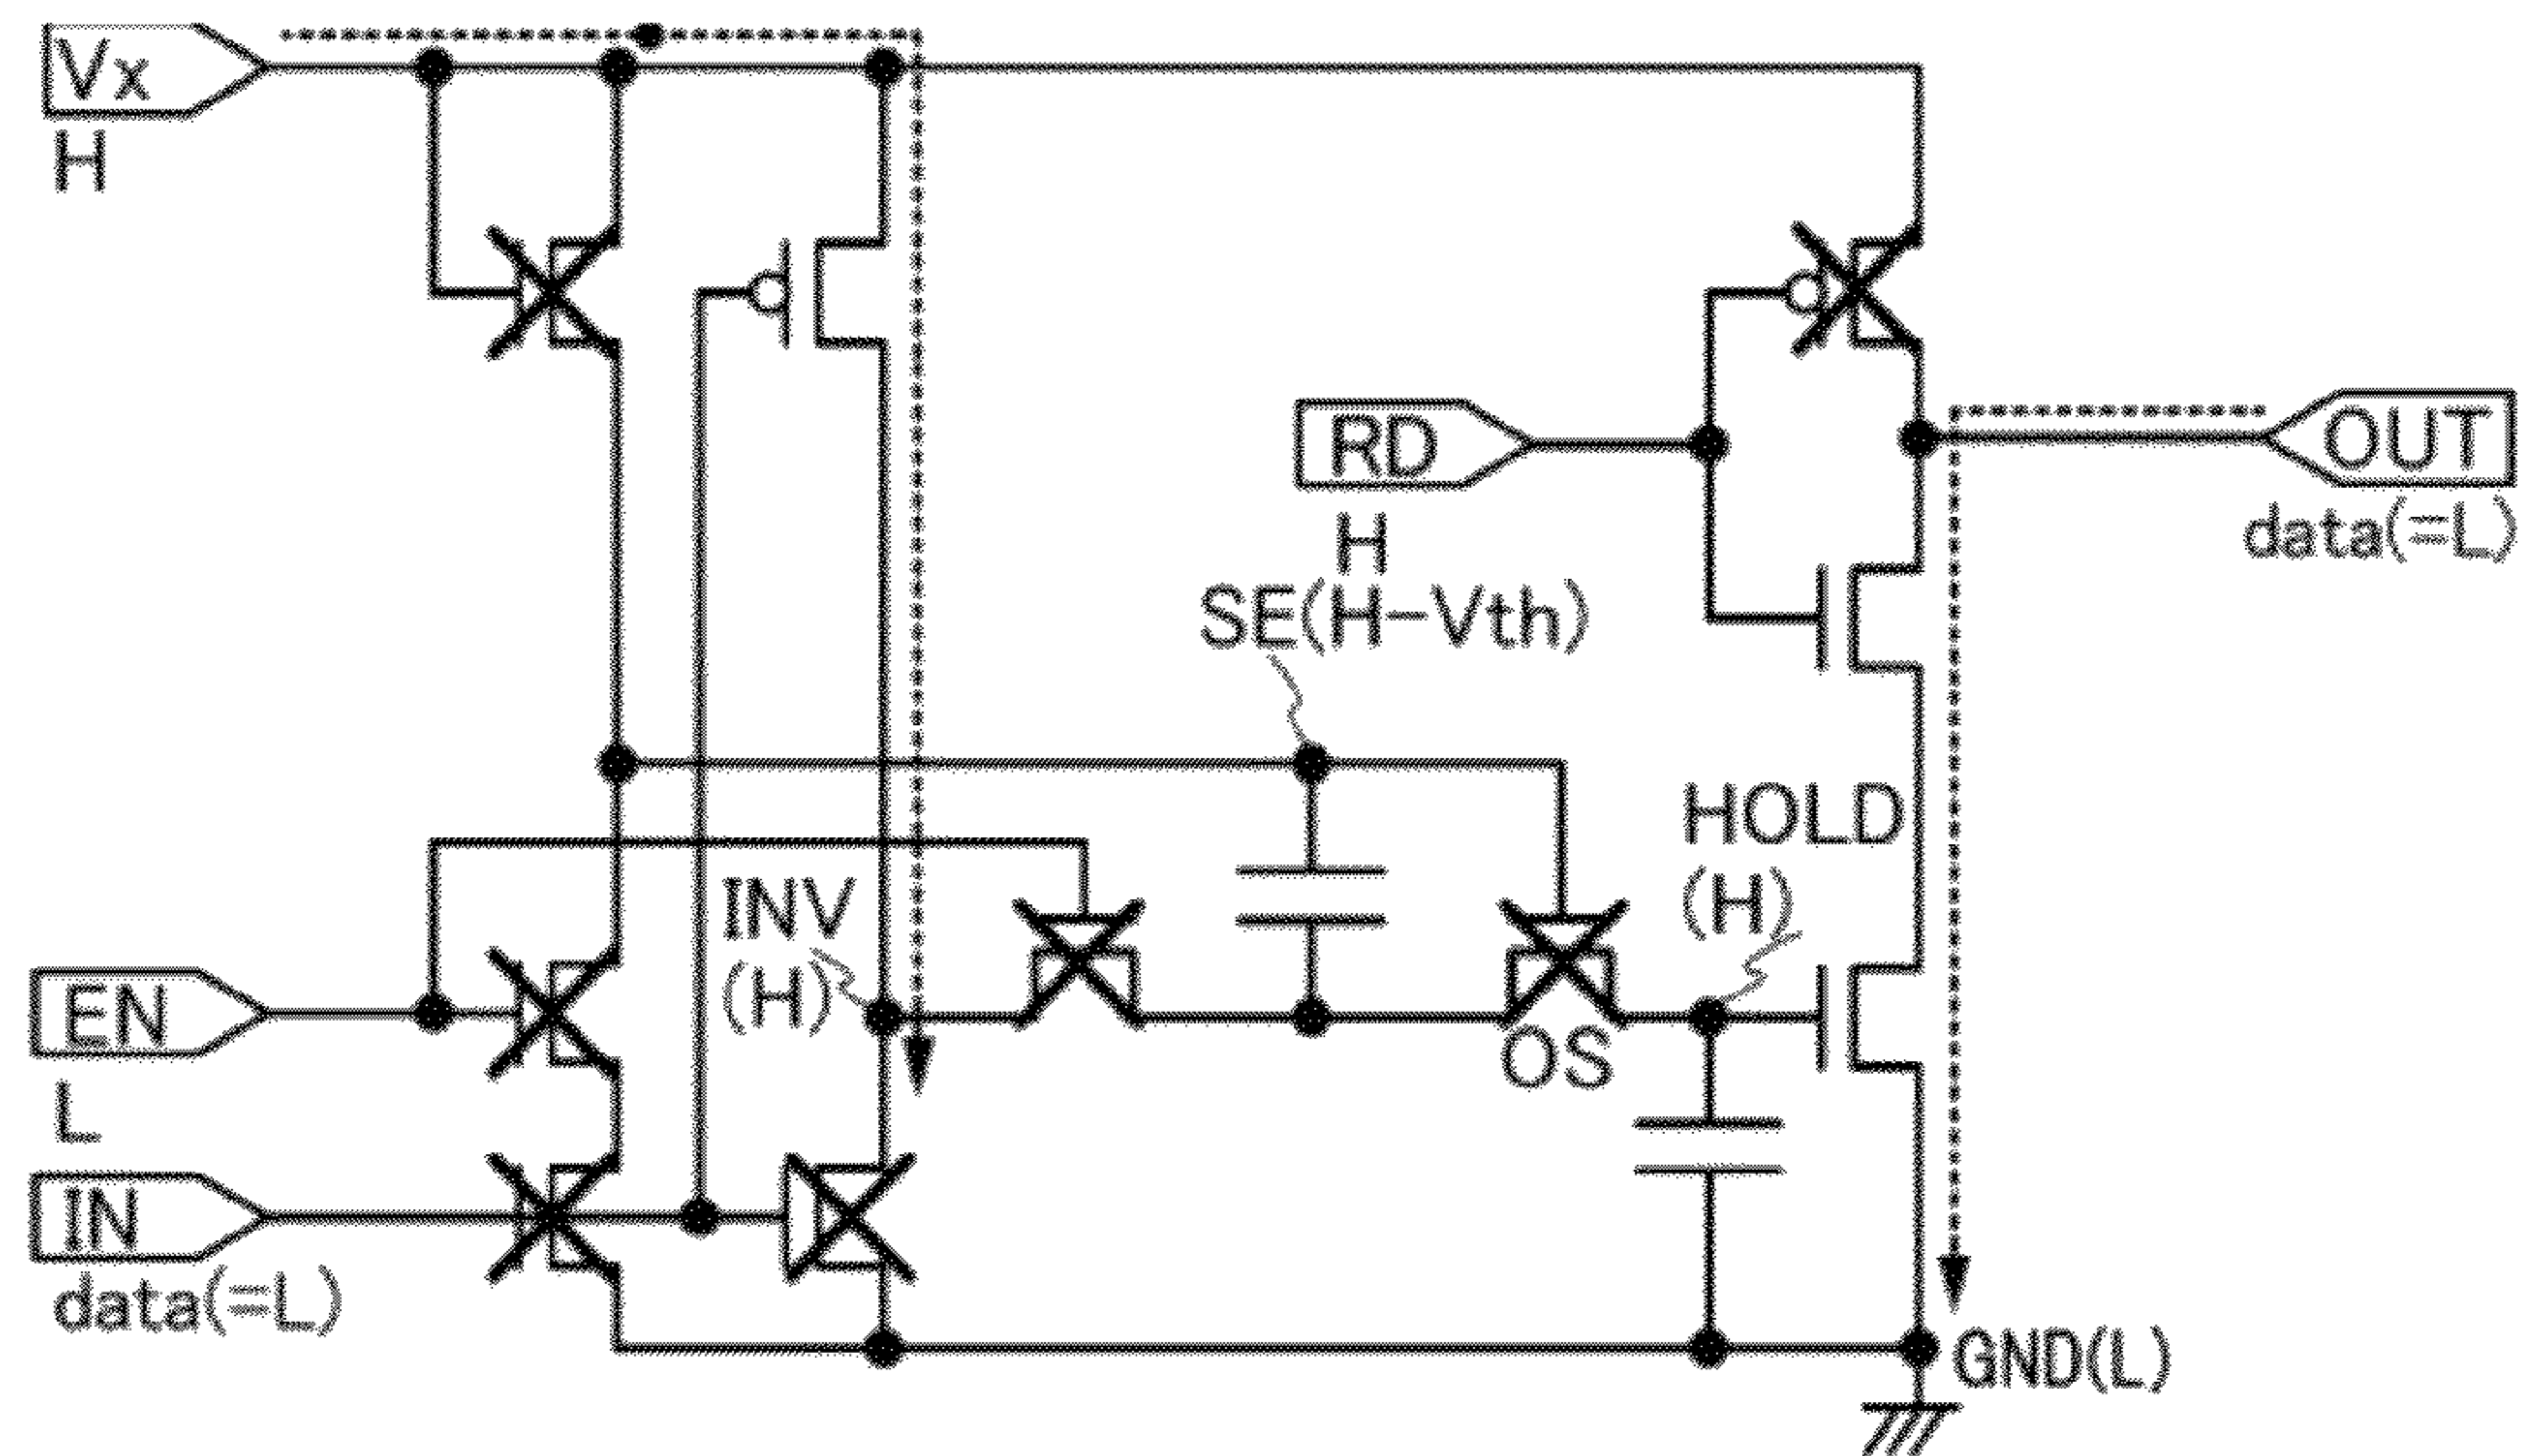 Vx
H
RD
H
OUT
data(=L)
SE(H-Vth)
HOLD
(H)
INV
(H)
EN
L
OS
IN
data(=L)
GND(L)